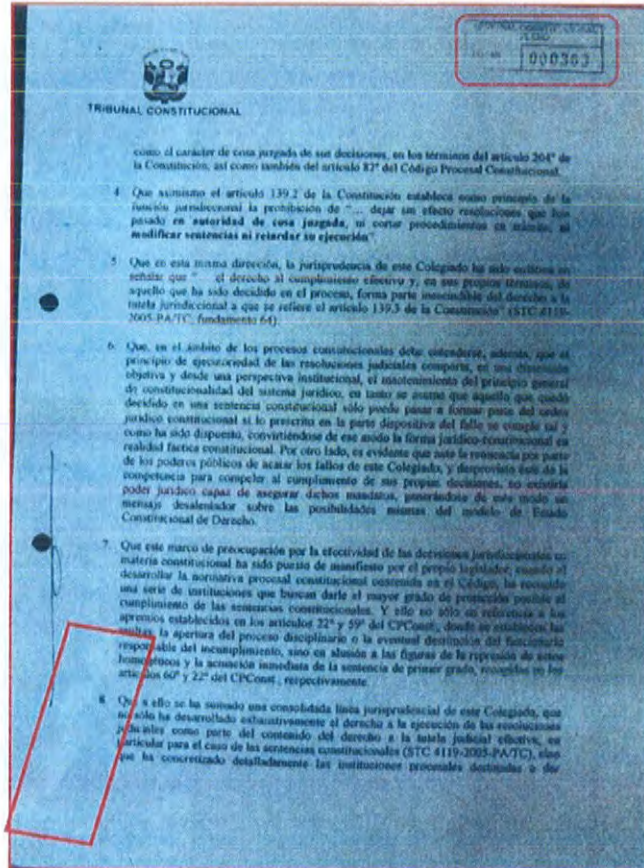 TRIBUNAL CONSTITUCIONAL
000303
TRIBUNAL CONSTITUCIONAL
como el carácter de cosa juzgada de sus decisiones, en los términos del artículo 204° de
la Constitución, así como también del artículo 82° del Código Procesal Constitucional.
4. Que asimismo el artículo 139.2 de la Constitución establece como principio de la
función jurisdiccional la prohibición de "... dejar sin efecto resoluciones que han
pasado en autoridad de cosa juzgada, ni cortar procedimientos en trámite, ni
modificar sentencias ni retardar su ejecución".
5. Que en esta misma dirección, la jurisprudencia de este Colegiado ha sido enfática en
señalar que "... el derecho al cumplimiento efectivo y, en sus propios términos, de
aquello que ha sido decidido en el proceso, forma parte inescindible del derecho a la
tutela jurisdiccional a que se refiere el artículo 139.3 de la Constitución" (STC 4119-
2005-PA/TC, fundamento 64).
6. Que, en el ámbito de los procesos constitucionales debe entenderse, además, que el
principio de ejecutoriedad de las resoluciones judiciales comporta, en una dimensión
objetiva y desde una perspectiva institucional, el mantenimiento del principio general
de constitucionalidad del sistema jurídico, en tanto se asume que aquello que quedó
decidido en una sentencia constitucional sólo puede pasar a formar parte del orden
jurídico constitucional si lo prescrito en la parte dispositiva del fallo se cumple tal y
como ha sido dispuesto, convirtiéndose de ese modo la forma jurídico-constitucional en
realidad fáctica constitucional. Por otro lado, es evidente que ante la renuencia por parte
de los poderes públicos de acatar los fallos de este Colegiado, y desprovisto éste de la
competencia para compeler al cumplimiento de sus propias decisiones, no existiría
poder jurídico capaz de asegurar dichos mandatos, generándose de este modo un
mensaje desalentador sobre las posibilidades mismas del modelo de Estado
Constitucional de Derecho.
7. Que este marco de preocupación por la efectividad de las decisiones jurisdiccionales en
materia constitucional ha sido puesto de manifiesto por el propio legislador, cuando al
desarrollar la normativa procesal constitucional contenida en el Código, ha recogido
una serie de instituciones que buscan darle el mayor grado de protección posible al
cumplimiento de las sentencias constitucionales. Y ello no sólo en referencia a los
apremios establecidos en los artículos 22° y 59° del CPConst., donde se establecen las
multas, la apertura del proceso disciplinario o la eventual destitución del funcionario
responsable del incumplimiento, sino en alusión a las figuras de la represión de actos
homogéneos y la actuación inmediata de la sentencia de primer grado, recogidas en los
artículos 60° y 22° del CPConst., respectivamente.
8. Que a ello se ha sumado una consolidada línea jurisprudencial de este Colegiado, que
no sólo ha desarrollado exhaustivamente el derecho a la ejecución de las resoluciones
judiciales como parte del contenido del derecho a la tutela judicial efectiva, en
particular para el caso de las sentencias constitucionales (STC 4119-2005-PA/TC), sino
que ha concretizado detalladamente las instituciones procesales destinadas a dar